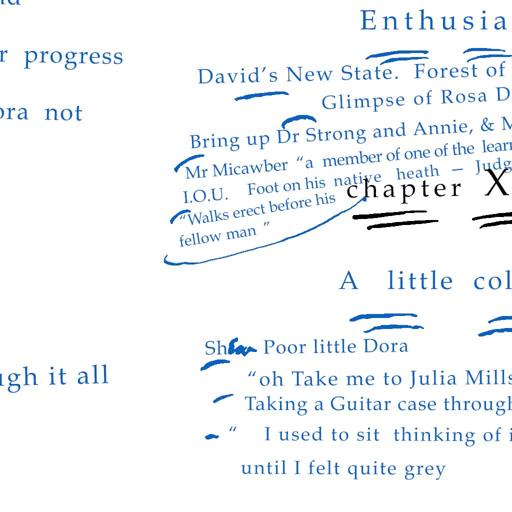 r progress
ora not
ugh it all
Enthusia
David's New State. Forest of
Glimpse of Rosa D
Bring up Dr Strong and Annie, & M
Mr Micawber "a member of one of the learn
I.O.U. Foot on his native heath — Judg
"Walks erect before his
fellow man"
chapter X
A little col
Poor little Dora
"oh Take me to Julia Mills
Taking a Guitar case through
" I used to sit thinking of i
until I felt quite grey